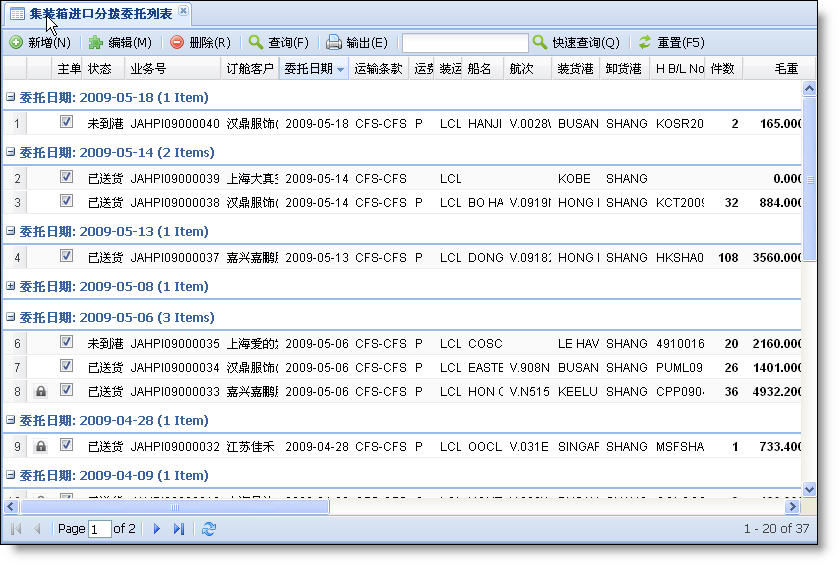 集装箱进口分拨委托列表
新增(N) 编辑(M) 删除(R) 查询(F) 输出(E) 快速查询(Q) 重置(F5)
主单 状态 业务号 订舱客户 委托日期 运输条款 运费 装运 船名 航次 装货港 卸货港 H B/L No 件数 毛重
委托日期: 2009-05-18 (1 Item)
1 未到港 JAHPI09000040 汉鼎服饰( 2009-05-18 CFS-CFS P LCL HANJI V.0028\ BUSAN SHANG KOSR20 2 165.000
委托日期: 2009-05-14 (2 Items)
2 已送货 JAHPI09000039 上海大真 2009-05-14 CFS-CFS LCL KOBE SHANG 0.000
3 已送货 JAHPI09000038 汉鼎服饰( 2009-05-14 CFS-CFS P LCL BO HA V.0919 HONG SHANG KCT2009 32 884.000
委托日期: 2009-05-13 (1 Item)
4 已送货 JAHPI09000037 嘉兴嘉鹏 2009-05-13 CFS-CFS P LCL DONG V.0918 HONG SHANG HKSHA0 108 3560.000
委托日期: 2009-05-08 (1 Item)
委托日期: 2009-05-06 (3 Items)
6 未到港 JAHPI09000035 上海爱的 2009-05-06 CFS-CFS P LCL COSC LE HAV SHANG 4910016 20 2160.000
7 已送货 JAHPI09000034 汉鼎服饰( 2009-05-06 CFS-CFS P LCL EASTE V.908N BUSAN SHANG PUML09 26 1401.000
8 已送货 JAHPI09000033 嘉兴嘉鹏 2009-05-06 CFS-CFS P LCL HON V.N515 KEELU SHANG CPP090 36 4932.200
委托日期: 2009-04-28 (1 Item)
9 已送货 JAHPI09000032 江苏佳禾 2009-04-28 CFS-CFS P LCL OOCL V.031E SINGAP SHANG MSFSHA 1 733.400
委托日期: 2009-04-09 (1 Item)
Page 1 of 2 1 - 20 of 37